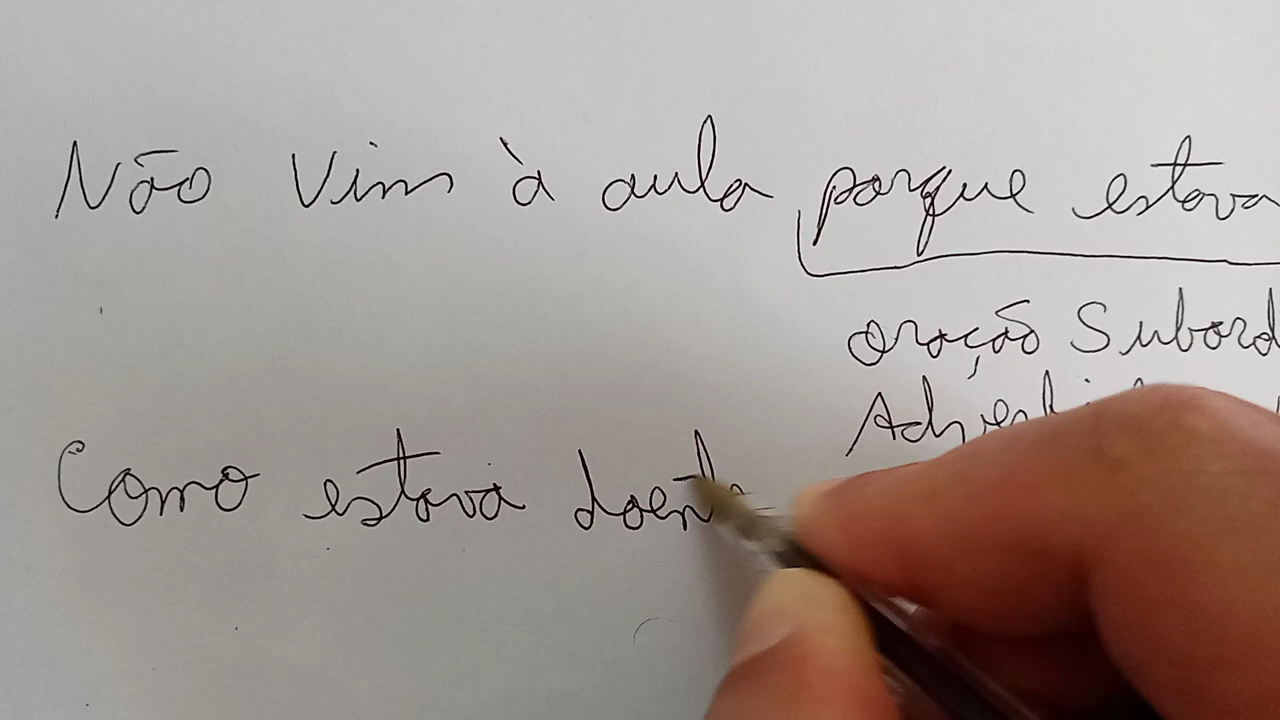 Não vim à aula porque estava
oração Subord
Como estava doente